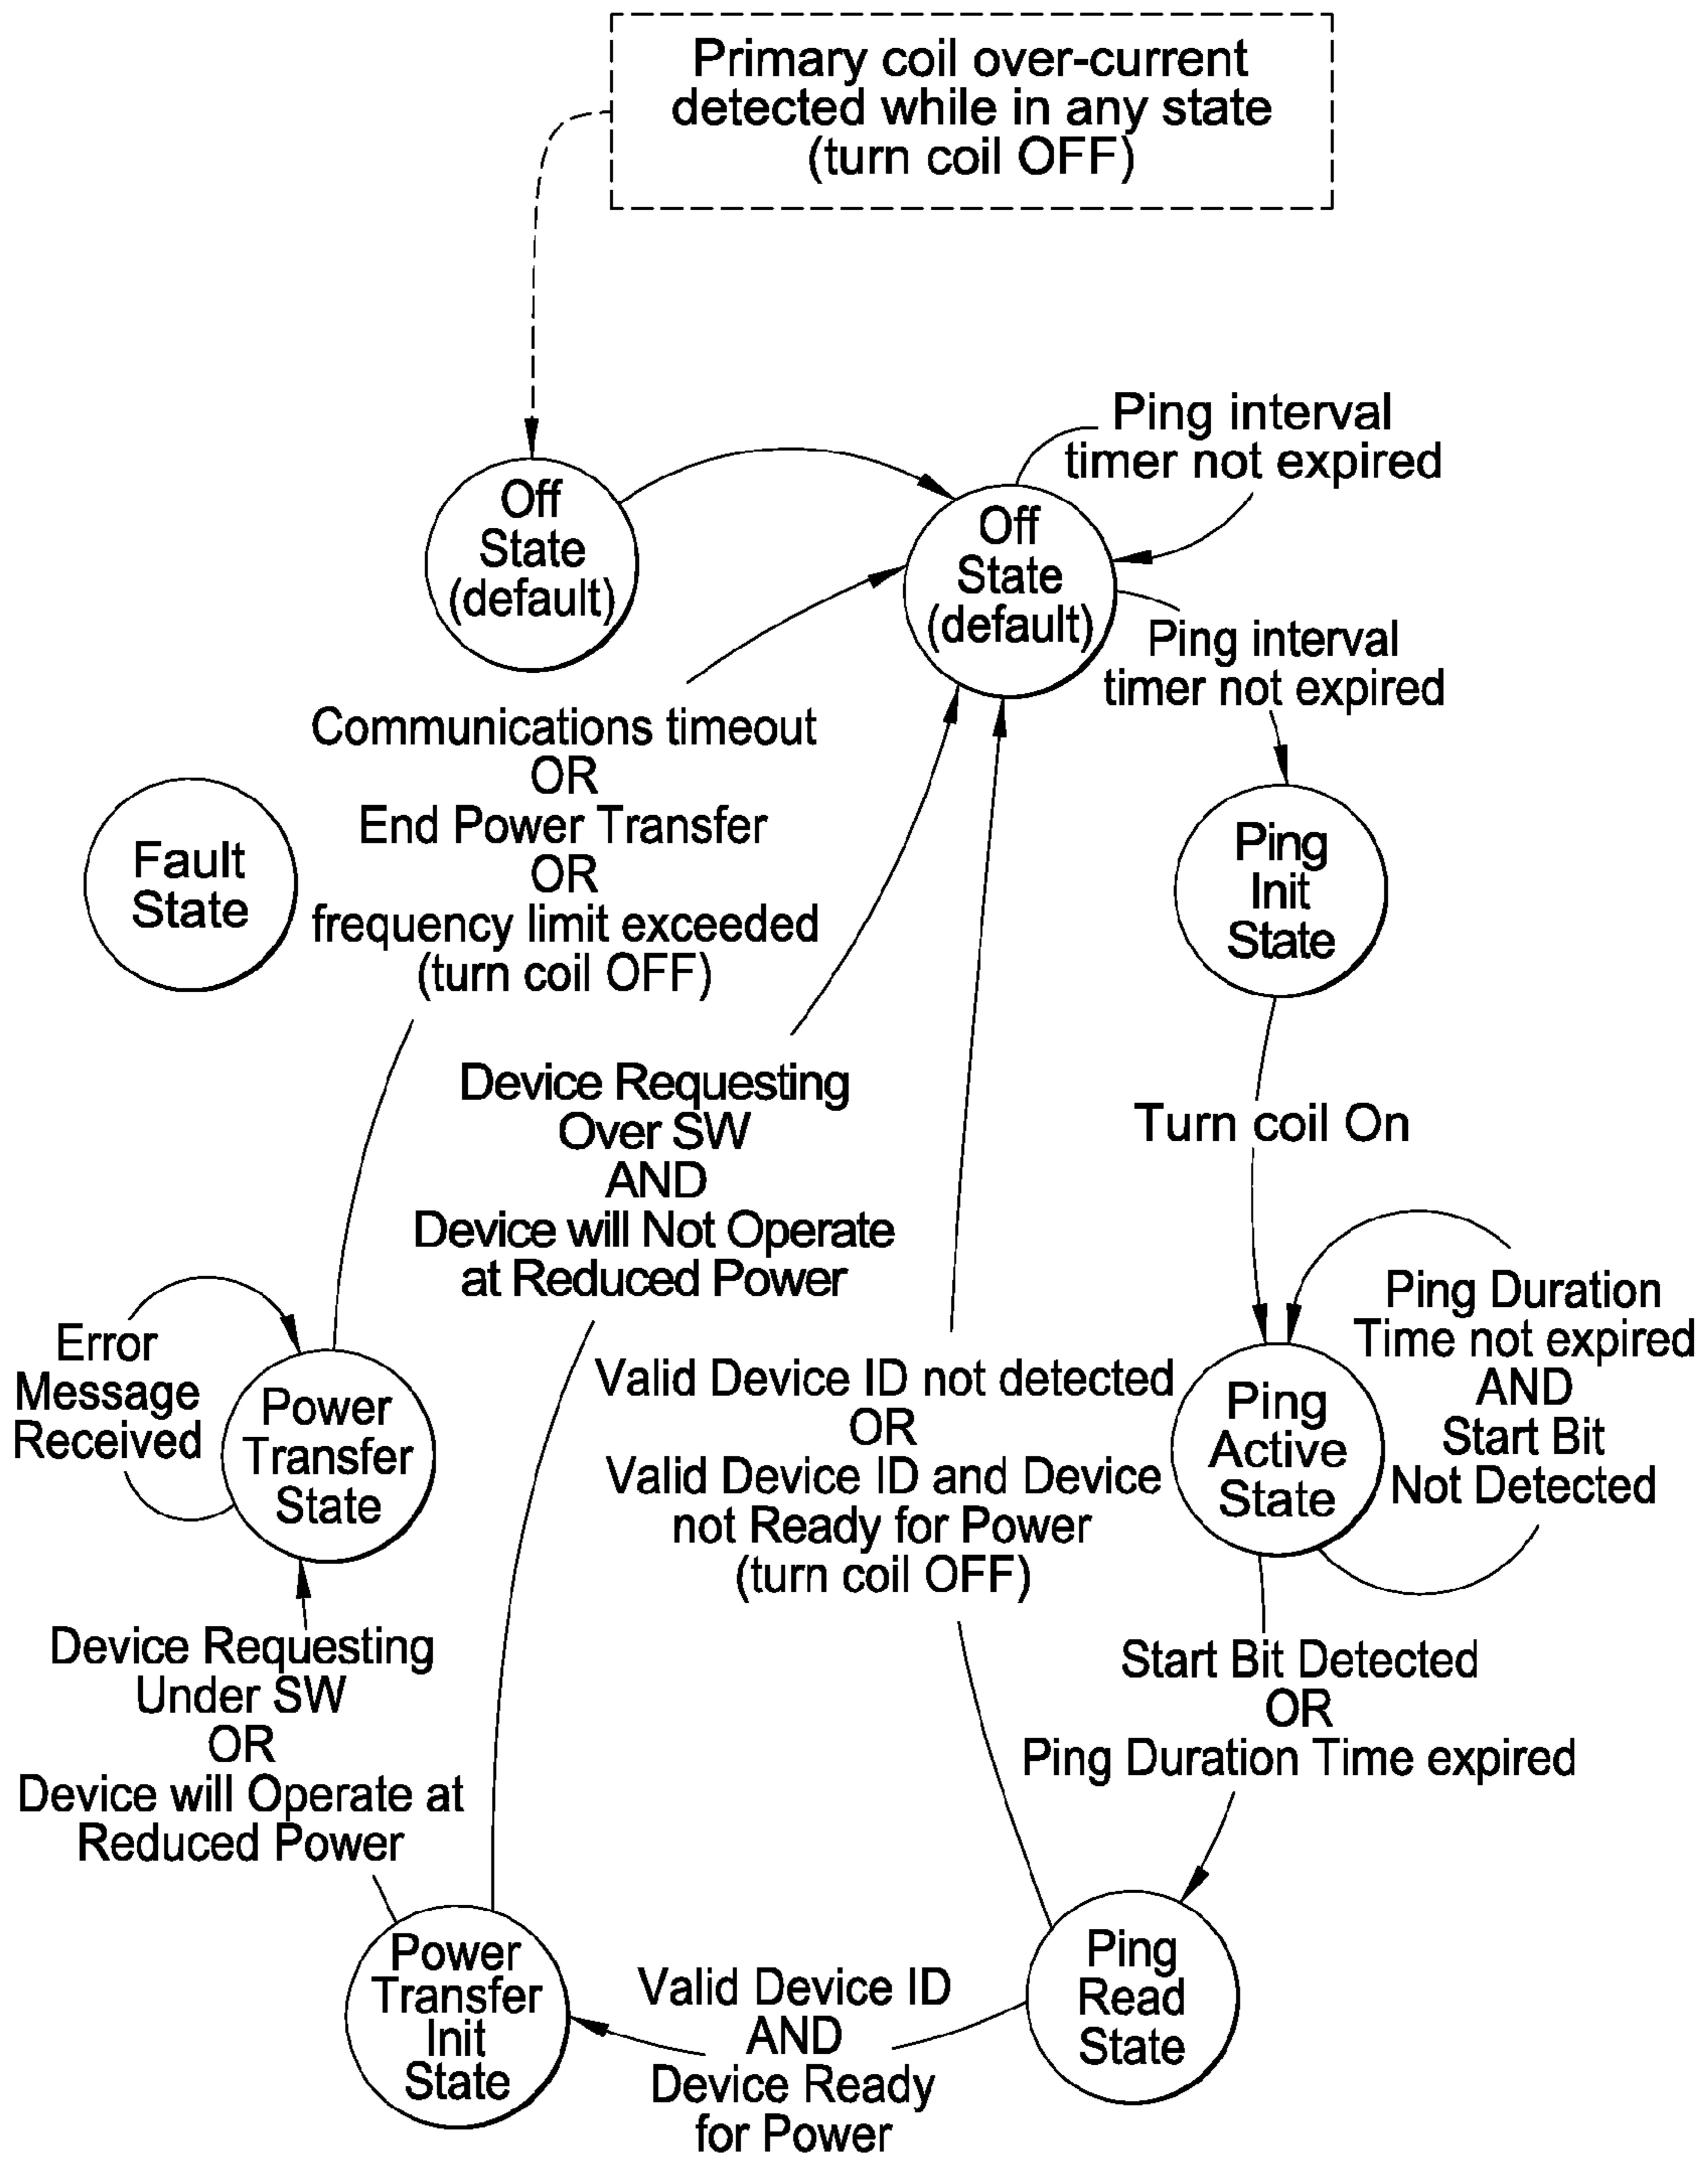 Primary coil over-current
detected while in any state
(turn coil OFF)
Off
State
(default)
Off
State
(default)
Ping interval
timer not expired
Ping interval
timer not expired
Communications timeout
OR
End Power Transfer
OR
frequency limit exceeded
(turn coil OFF)
Fault
State
Ping
Init
State
Device Requesting
Over SW
AND
Device will Not Operate
at Reduced Power
Turn coil On
Ping Duration
Time not expired
AND
Start Bit
Not Detected
Error
Message
Received
Power
Transfer
State
Valid Device ID not detected
OR
Valid Device ID and Device
not Ready for Power
(turn coil OFF)
Ping
Active
State
Device Requesting
Under SW
OR
Device will Operate at
Reduced Power
Start Bit Detected
OR
Ping Duration Time expired
Power
Transfer
Init
State
Valid Device ID
AND
Device Ready
for Power
Ping
Read
State